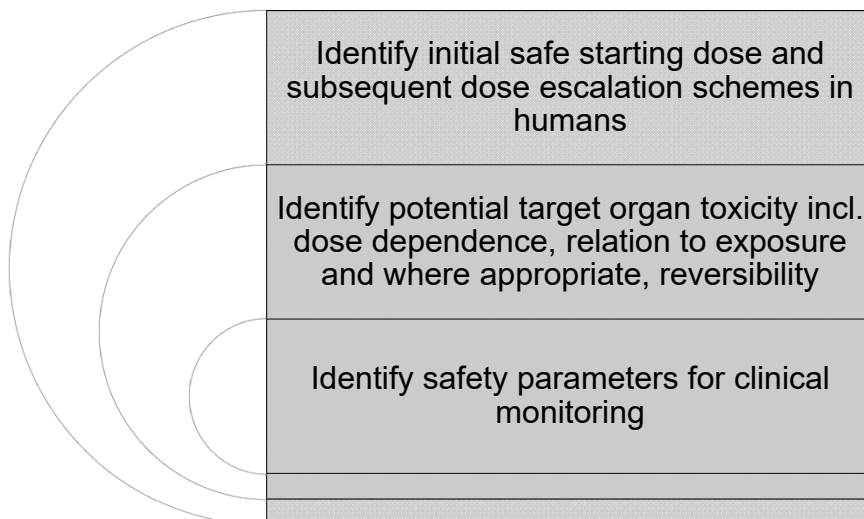 Identify initial safe starting dose and
subsequent dose escalation schemes in
humans
Identify potential target organ toxicity incl.
dose dependence, relation to exposure
and where appropriate, reversibility
Identify safety parameters for clinical
monitoring